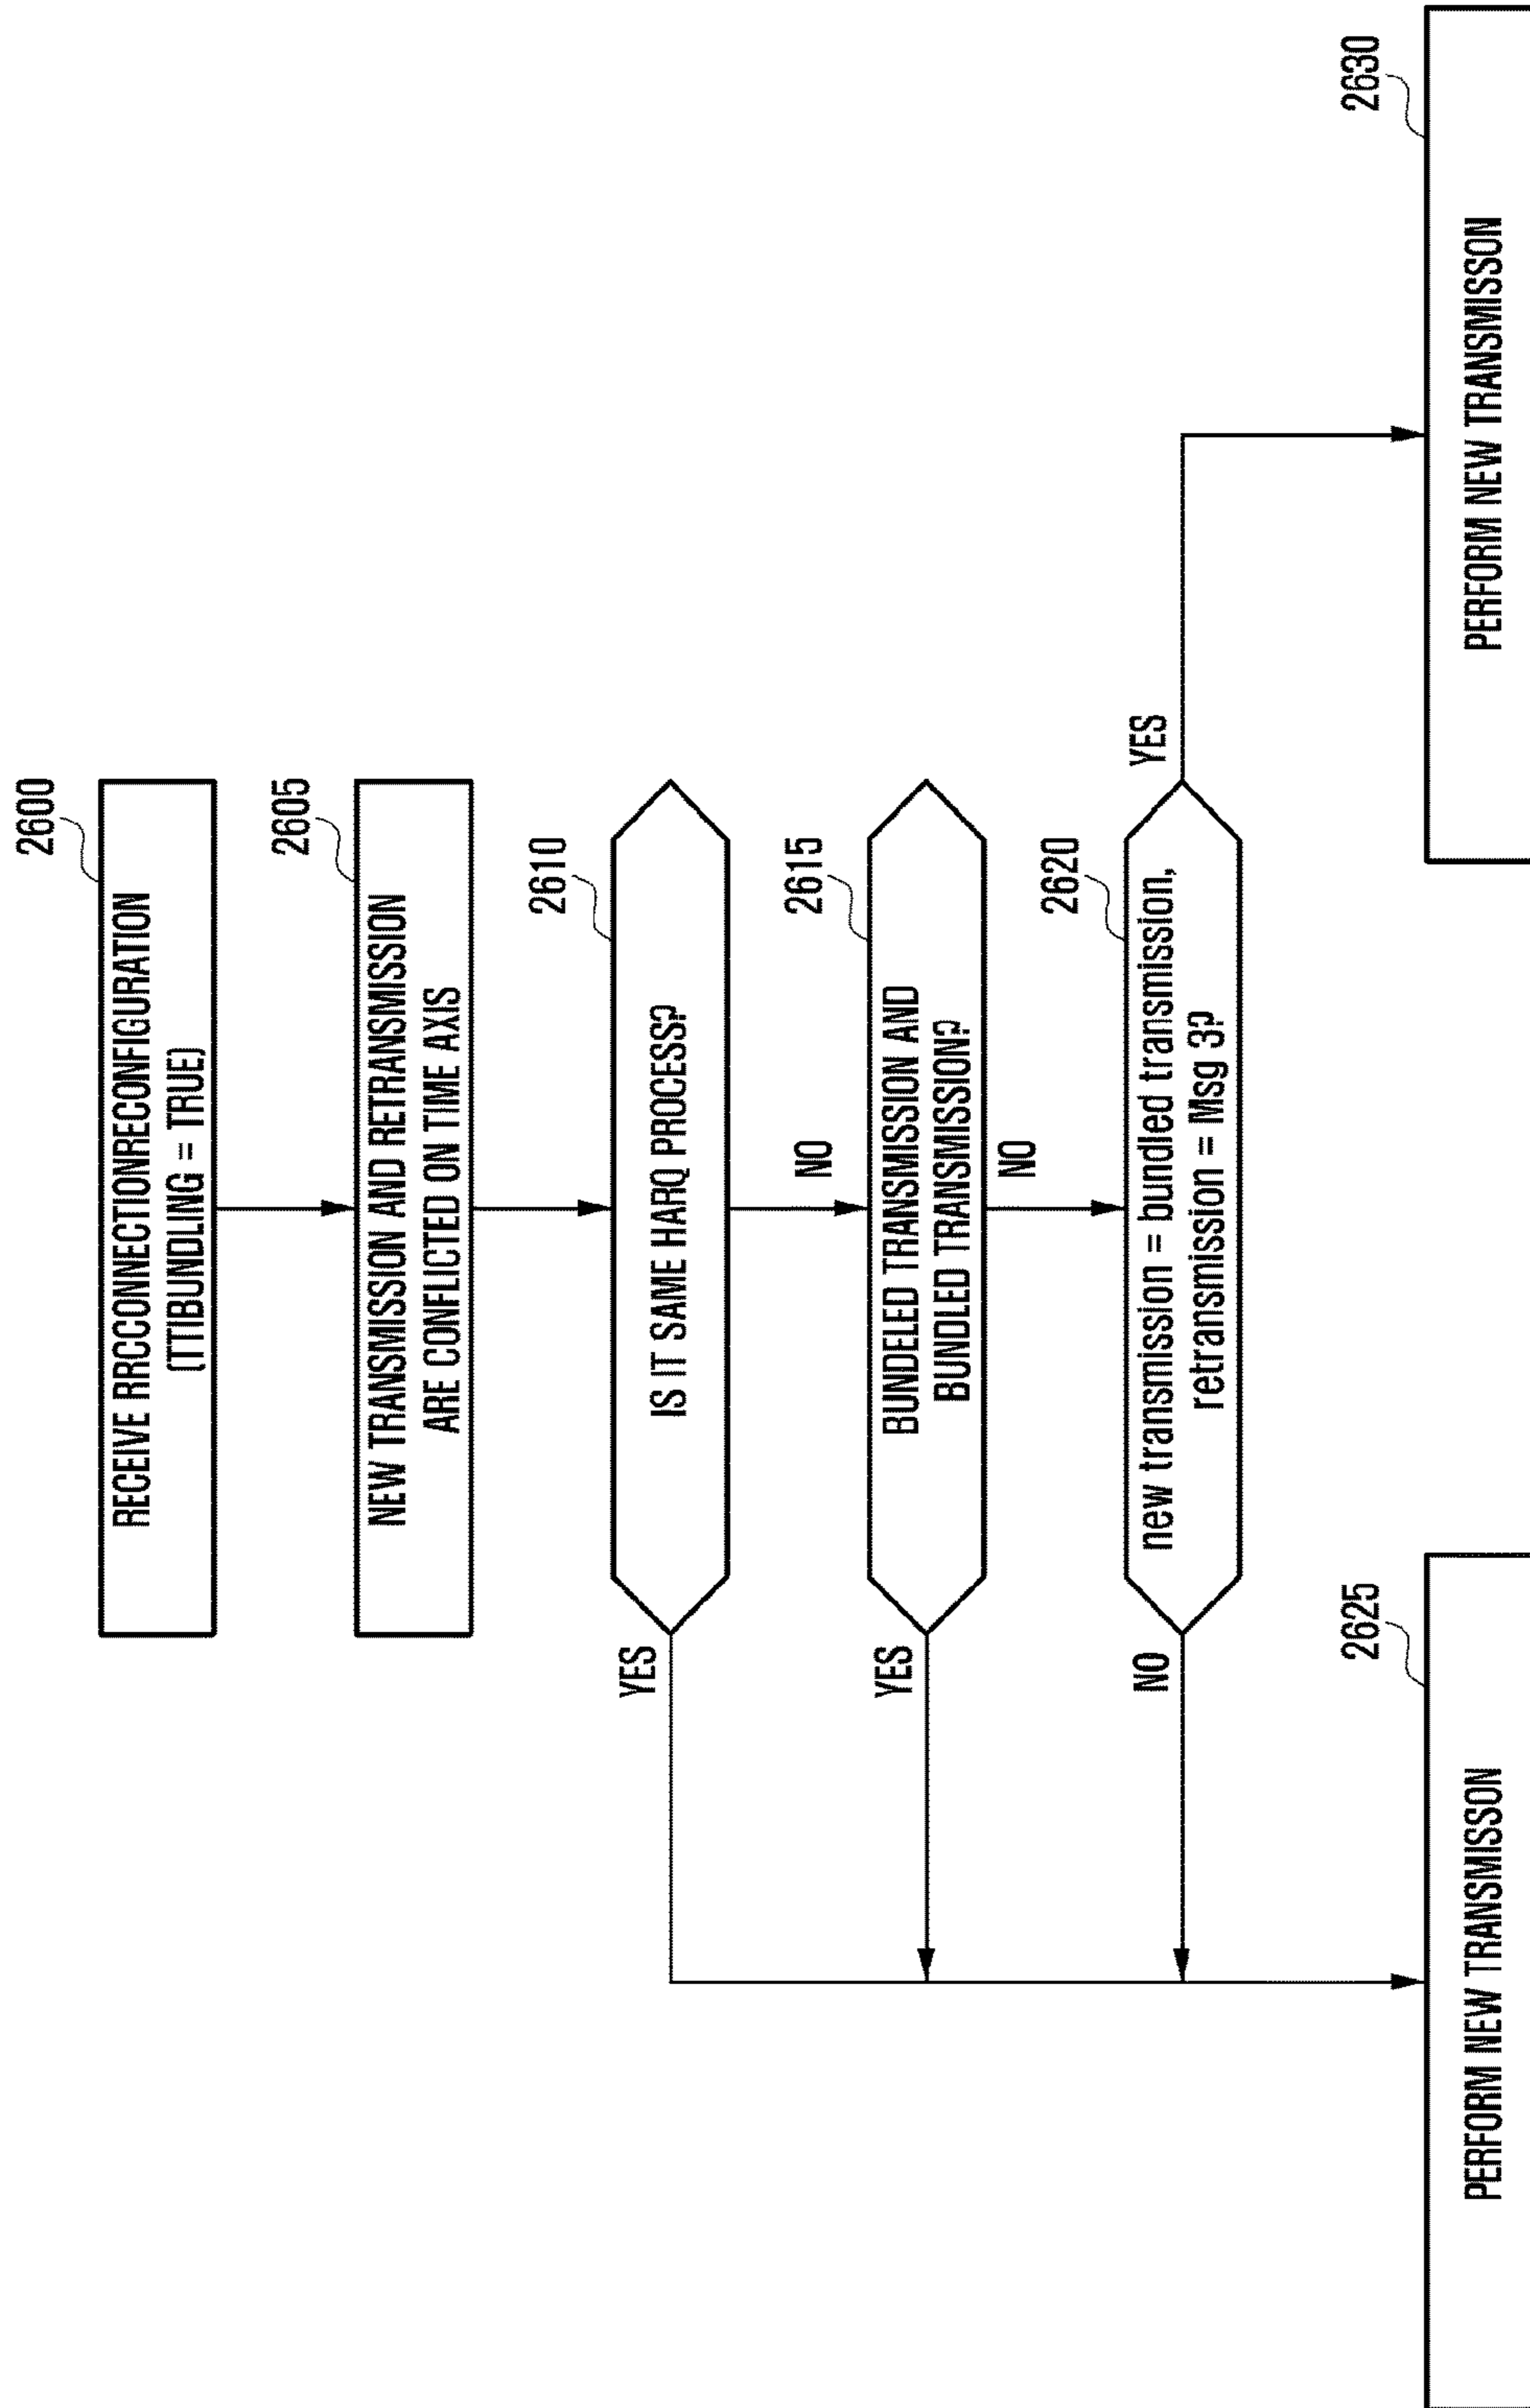 2600
RECEIVE RRCCONNECTIONRECONFIGURATION
(TTIBUNDLING = TRUE)
2605
NEW TRANSMISSION AND RETRANSMISSION
ARE CONFLICTED ON TIME AXIS
2610
IS IT SAME HARQ PROCESS?
YES
NO
2615
BUNDELED TRANSMISSION AND
BUNDLED TRANSMISSION?
YES
NO
2620
new transmission = bundled transmission,
retransmission = Msg 3?
NO
YES
2625
PERFORM NEW TRANSMISSON
2630
PERFORM NEW TRANSMISSON